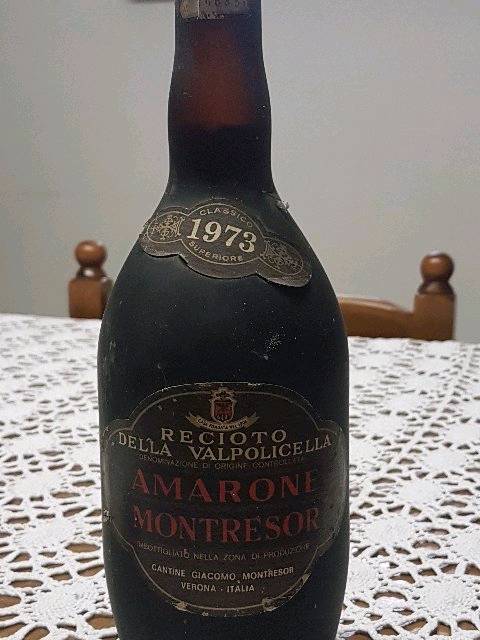 CLASSICO
1973
SUPERIORE
RECIOTO
DELLA VALPOLICELLA
DENOMINAZIONE DI ORIGINE CONTROLLATA
AMARONE
MONTRESOR
IMBOTTIGLIATO NELLA ZONA DI PRODUZIONE
CANTINE GIACOMO MONTRESOR
VERONA - ITALIA